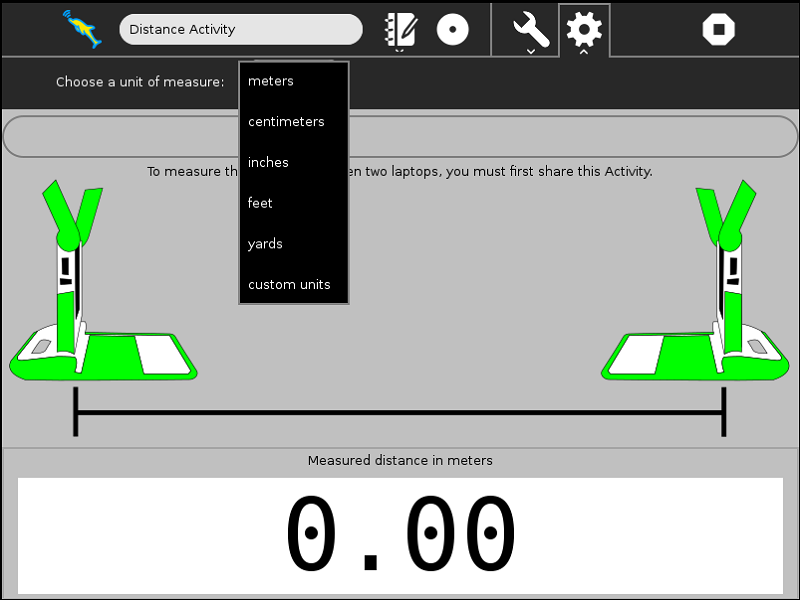 Distance Activity
Choose a unit of measure:
meters
centimeters
inches
feet
yards
custom units
To measure th en two laptops, you must first share this Activity.
Measured distance in meters
0.00